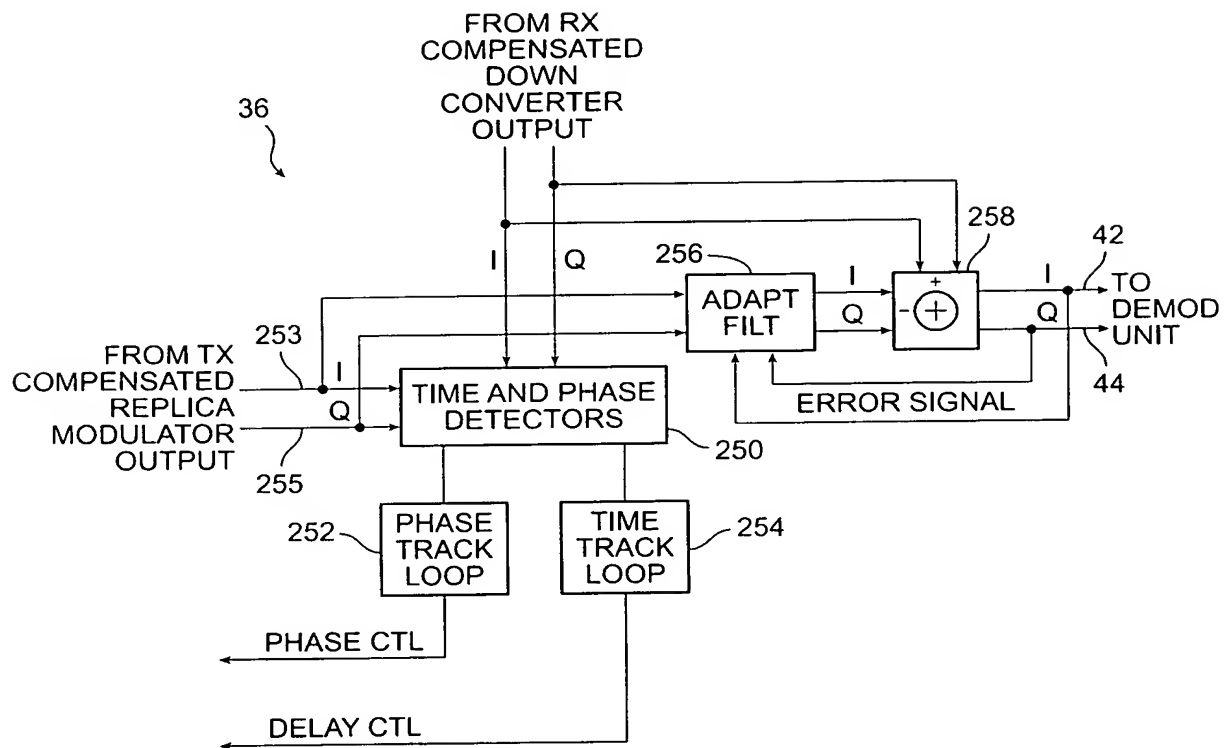 FROM RX
COMPENSATED
DOWN
CONVERTER
OUTPUT
36
I
Q
256
258
42
ADAPT
FILT
I
Q
+
-
+
I
Q
TO
DEMOD
UNIT
44
ERROR SIGNAL
FROM TX
COMPENSATED
REPLICA
MODULATOR
OUTPUT
253
255
I
Q
TIME AND PHASE
DETECTORS
250
252
PHASE
TRACK
LOOP
TIME
TRACK
LOOP
254
PHASE CTL
DELAY CTL